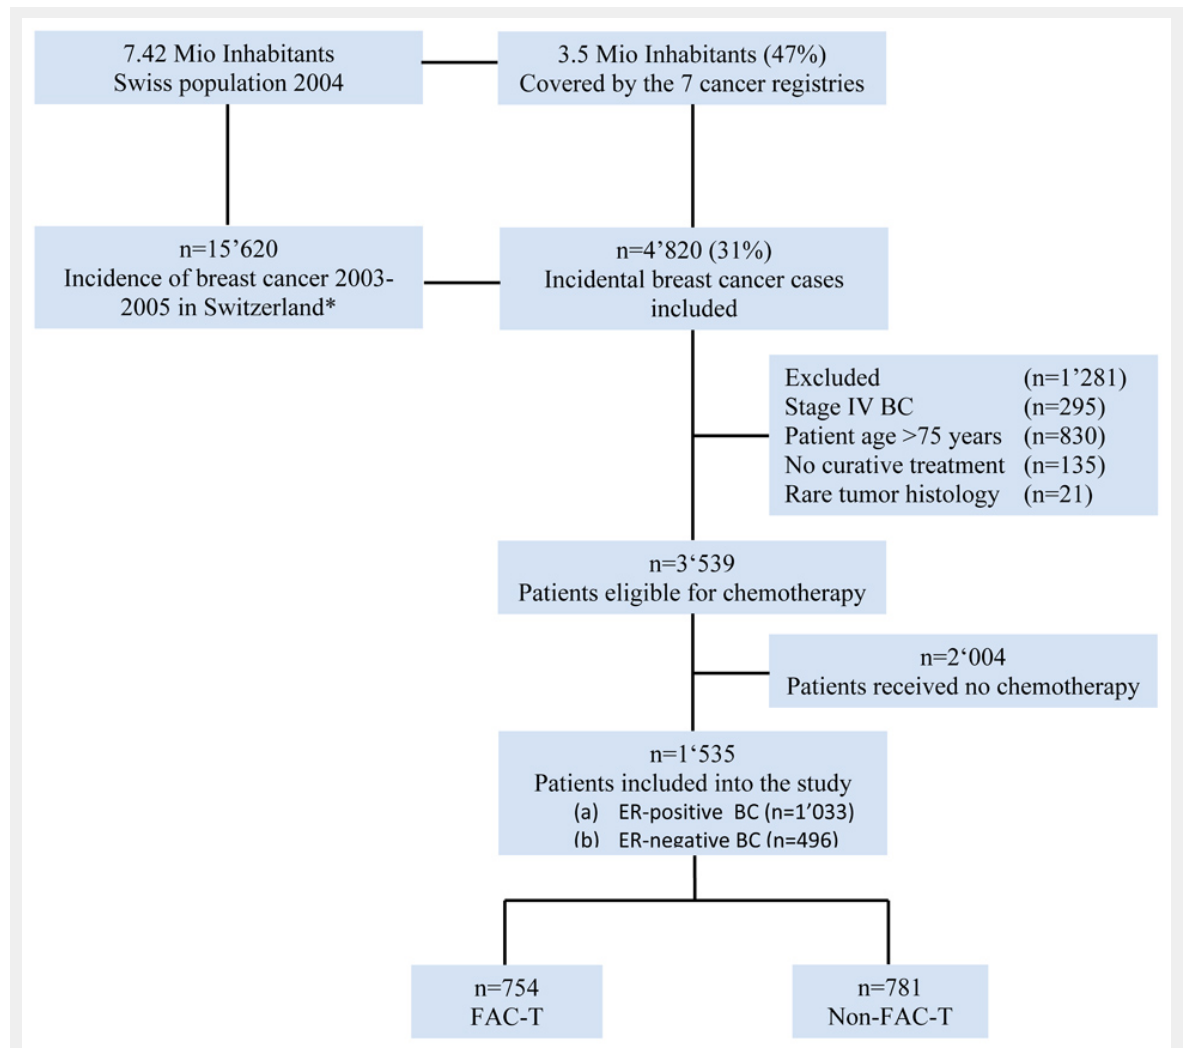 7.42 Mio Inhabitants
Swiss population 2004
3.5 Mio Inhabitants (47%)
Covered by the 7 cancer registries
n=15’620
Incidence of breast cancer 2003-
2005 in Switzerland*
n=4’820 (31%)
Incidental breast cancer cases
included
Excluded (n=1’281)
Stage IV BC (n=295)
Patient age >75 years (n=830)
No curative treatment (n=135)
Rare tumor histology (n=21)
n=3‘539
Patients eligible for chemotherapy
n=2‘004
Patients received no chemotherapy
n=1‘535
Patients included into the study
(a) ER-positive BC (n=1’033)
(b) ER-negative BC (n=496)
n=754
FAC-T
n=781
Non-FAC-T